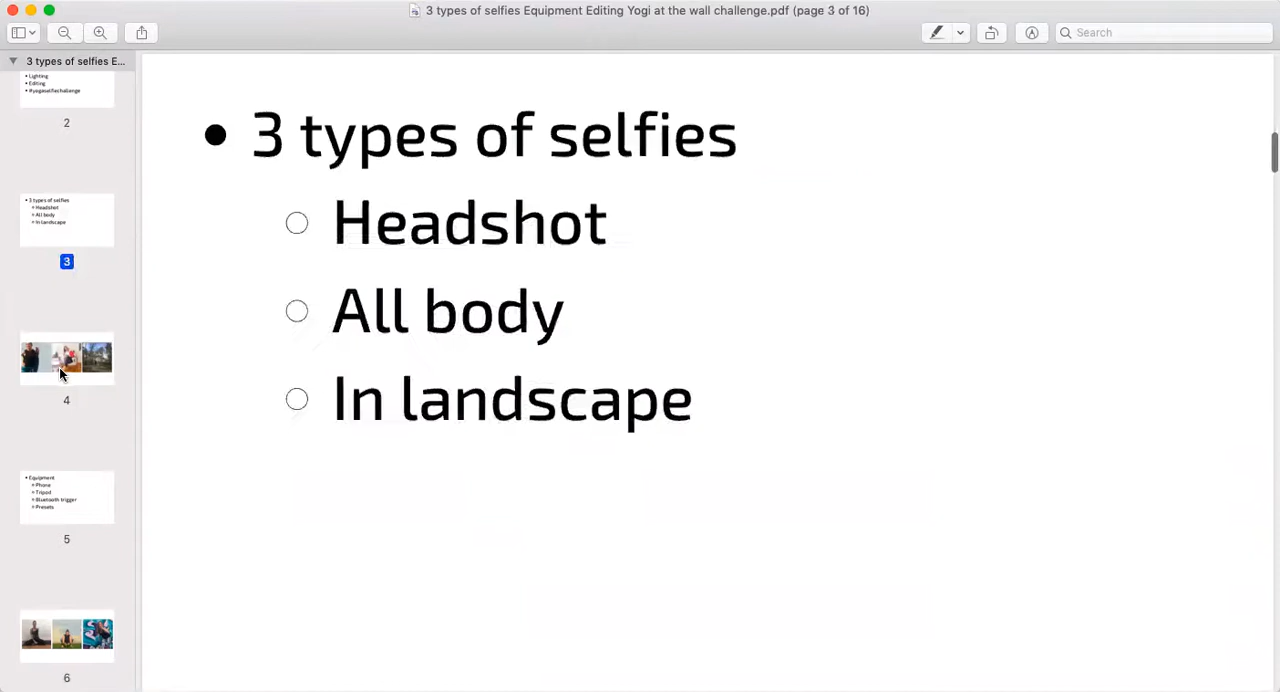 3 types of selfies Equipment Editing Yogi at the wall challenge.pdf (page 3 of 16)
Search
3 types of selfies E...
• Lighting
• Editing
• #yogaselfiechallenge
2
• 3 types of selfies
Headshot
All body
In landscape
3
4
• Equipment
Phone
Tripod
Bluetooth trigger
Presets
5
6
• 3 types of selfies
○ Headshot
○ All body
○ In landscape